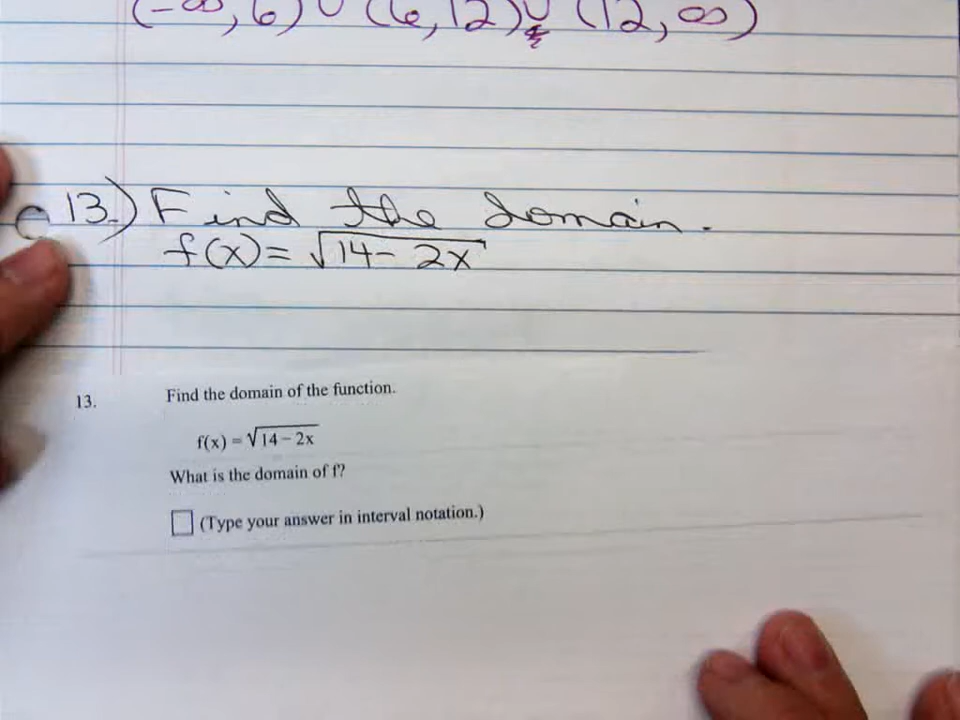 (-∞, 6) ∪ (6, 12) ∪ (12, ∞)
13.) Find the domain.
f(x) = √14 - 2x
13. Find the domain of the function.
f(x) = √14 - 2x
What is the domain of f?
(Type your answer in interval notation.)